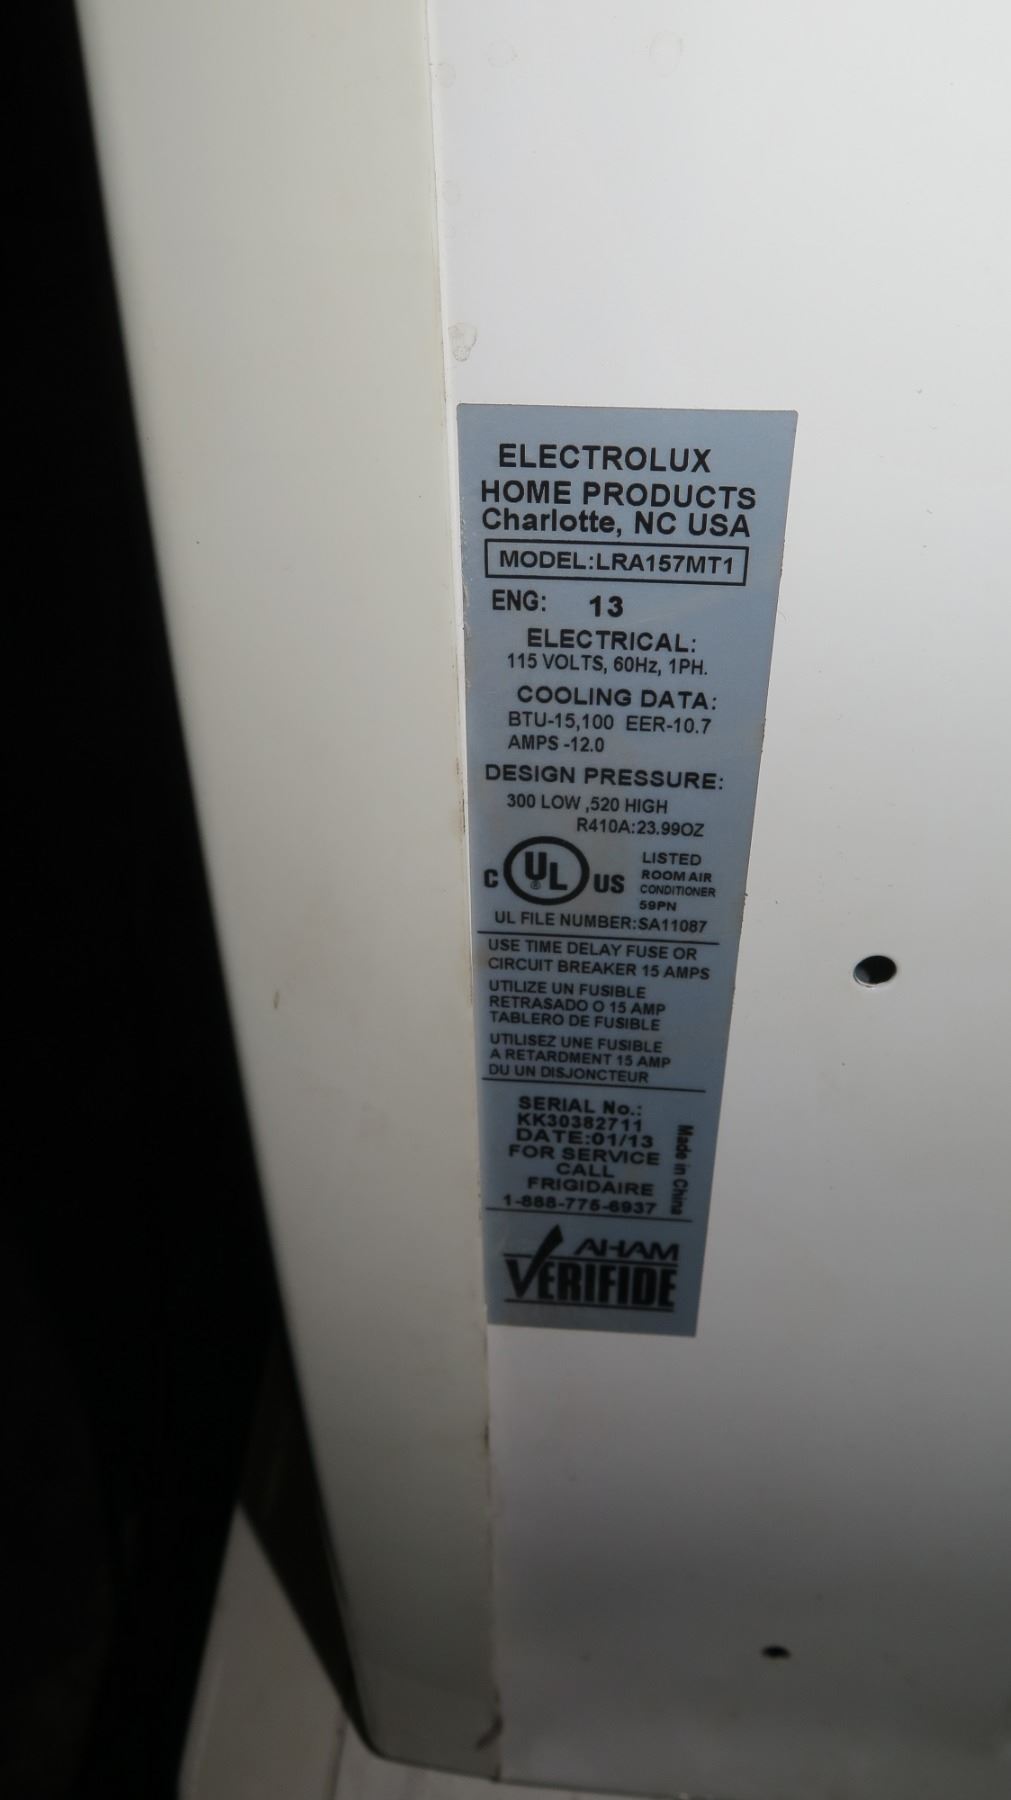 ELECTROLUX
HOME PRODUCTS
Charlotte, NC USA
MODEL:LRA157MT1
ENG: 13
ELECTRICAL:
115 VOLTS, 60Hz, 1PH.
COOLING DATA:
BTU-15,100 EER-10.7
AMPS -12.0
DESIGN PRESSURE:
300 LOW ,520 HIGH
R410A:23.99OZ
C UL ® US
LISTED
ROOM AIR
CONDITIONER
59PN
UL FILE NUMBER:SA11087
USE TIME DELAY FUSE OR
CIRCUIT BREAKER 15 AMPS
UTILIZE UN FUSIBLE
RETRASADO O 15 AMP
TABLERO DE FUSIBLE
UTILISEZ UNE FUSIBLE
A RETARDMENT 15 AMP
DU UN DISJONCTEUR
SERIAL No.:
KK30382711
DATE:01/13
FOR SERVICE
CALL
FRIGIDAIRE
1-888-775-6937
Made in China
AHAM
VERIFIDE